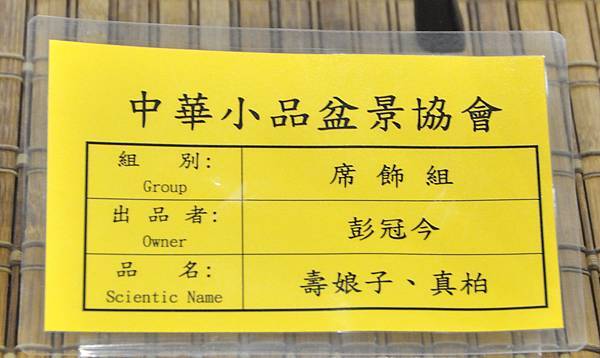 中華小品盆景協會
組 別: 席飾組
Group
出品者: 彭冠今
Owner
品 名: 壽娘子、真柏
Scientic Name